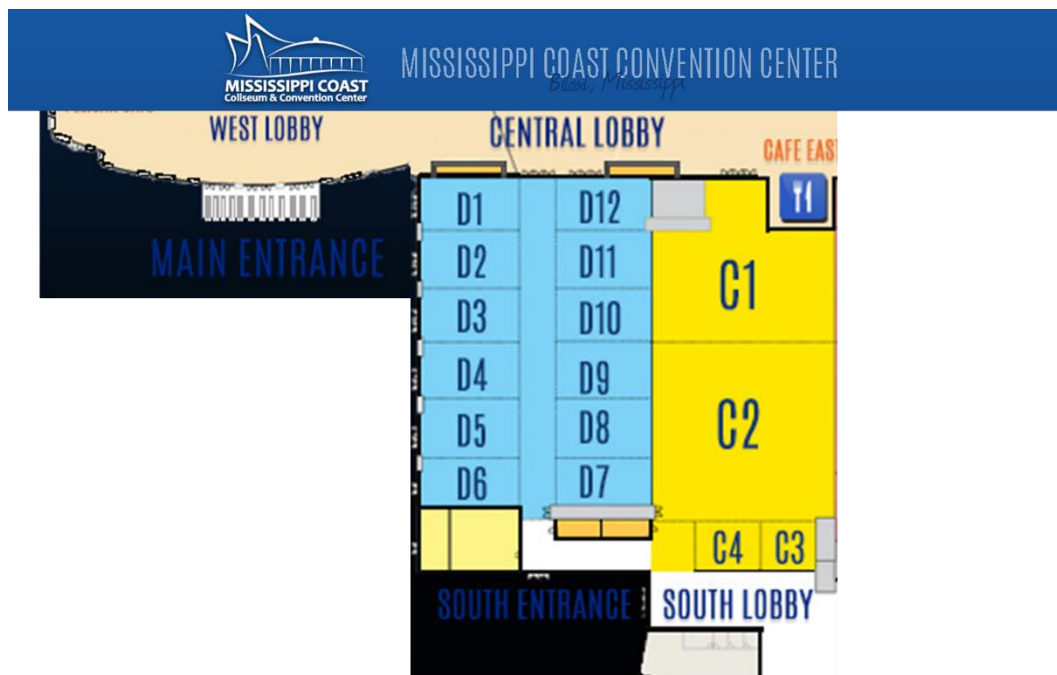 MISSISSIPPI COAST
Coliseum & Convention Center
MISSISSIPPI COAST CONVENTION CENTER
Biloxi, Mississippi
WEST LOBBY
CENTRAL LOBBY
CAFE EAS
MAIN ENTRANCE
D1
D12
D2
D11
C1
D3
D10
D4
D9
C2
D5
D8
D6
D7
C4
C3
SOUTH ENTRANCE
SOUTH LOBBY